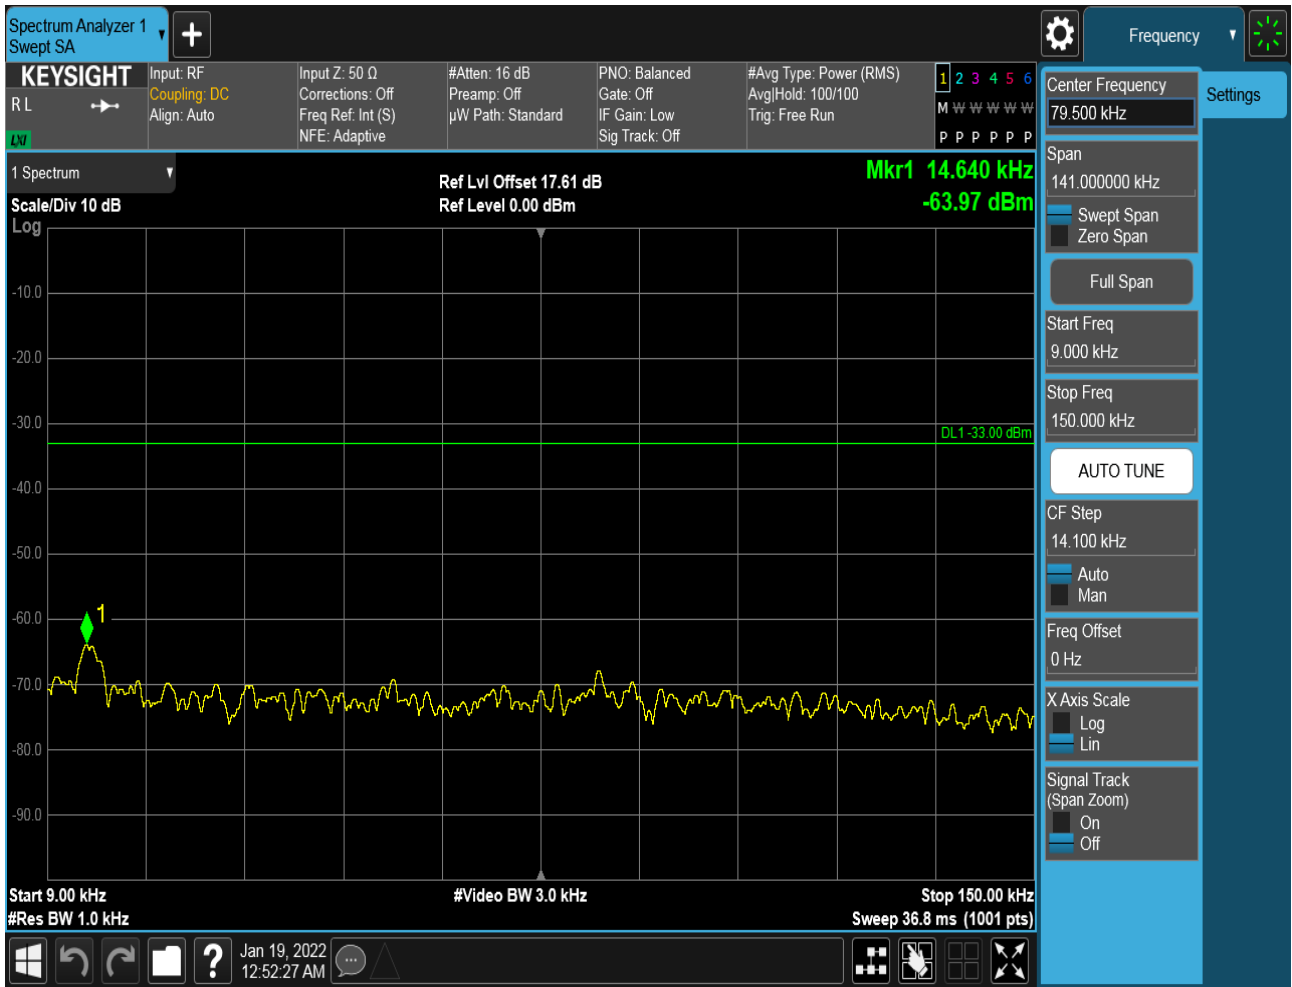 Spectrum Analyzer 1
Swept SA
Frequency
KEYSIGHT
R L
LXI
Input: RF
Coupling: DC
Align: Auto
Input Z: 50 Ω
Corrections: Off
Freq Ref: Int (S)
NFE: Adaptive
#Atten: 16 dB
Preamp: Off
µW Path: Standard
PNO: Balanced
Gate: Off
IF Gain: Low
Sig Track: Off
#Avg Type: Power (RMS)
Avg|Hold: 100/100
Trig: Free Run
1 2 3 4 5 6
M W W W W W
P P P P P P
1 Spectrum
Scale/Div 10 dB
Log
Ref Lvl Offset 17.61 dB
Ref Level 0.00 dBm
Mkr1 14.640 kHz
-63.97 dBm
-10.0
-20.0
-30.0
DL1 -33.00 dBm
-40.0
-50.0
-60.0
1
-70.0
-80.0
-90.0
Start 9.00 kHz
#Res BW 1.0 kHz
#Video BW 3.0 kHz
Stop 150.00 kHz
Sweep 36.8 ms (1001 pts)
Jan 19, 2022
12:52:27 AM
Center Frequency
79.500 kHz
Settings
Span
141.000000 kHz
Swept Span
Zero Span
Full Span
Start Freq
9.000 kHz
Stop Freq
150.000 kHz
AUTO TUNE
CF Step
14.100 kHz
Auto
Man
Freq Offset
0 Hz
X Axis Scale
Log
Lin
Signal Track
(Span Zoom)
On
Off